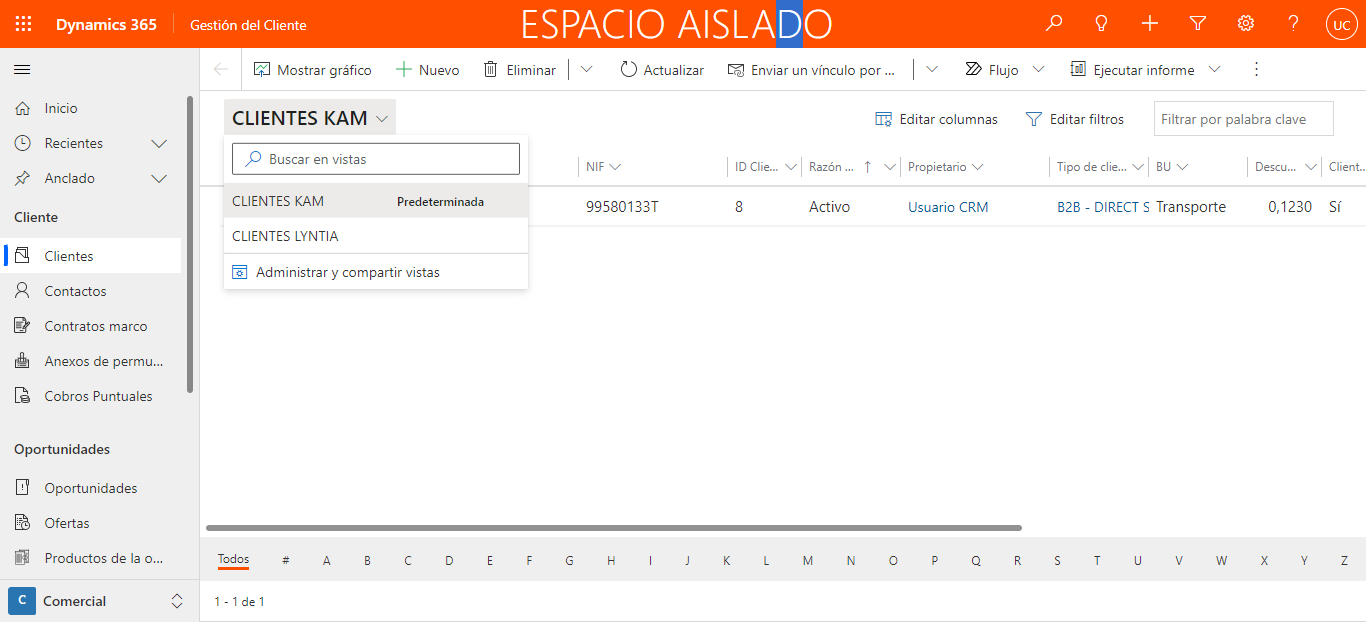 Dynamics 365
Gestión del Cliente
ESPACIO AISLADO
UC
Mostrar gráfico
Nuevo
Eliminar
Actualizar
Enviar un vínculo por ...
Flujo
Ejecutar informe
Inicio
Recientes
Anclado
Cliente
Clientes
Contactos
Contratos marco
Anexos de permu...
Cobros Puntuales
Oportunidades
Oportunidades
Ofertas
Productos de la o...
C Comercial
CLIENTES KAM
Editar columnas
Editar filtros
Filtrar por palabra clave
Buscar en vistas
CLIENTES KAM Predeterminada
CLIENTES LYNTIA
Administrar y compartir vistas
NIF ID Clie... Razón ... Propietario Tipo de clie... BU Descu... Client...
99580133T 8 Activo Usuario CRM B2B - DIRECT S Transporte 0,1230 Sí
Todos # A B C D E F G H I J K L M N O P Q R S T U V W X Y Z
1 - 1 de 1